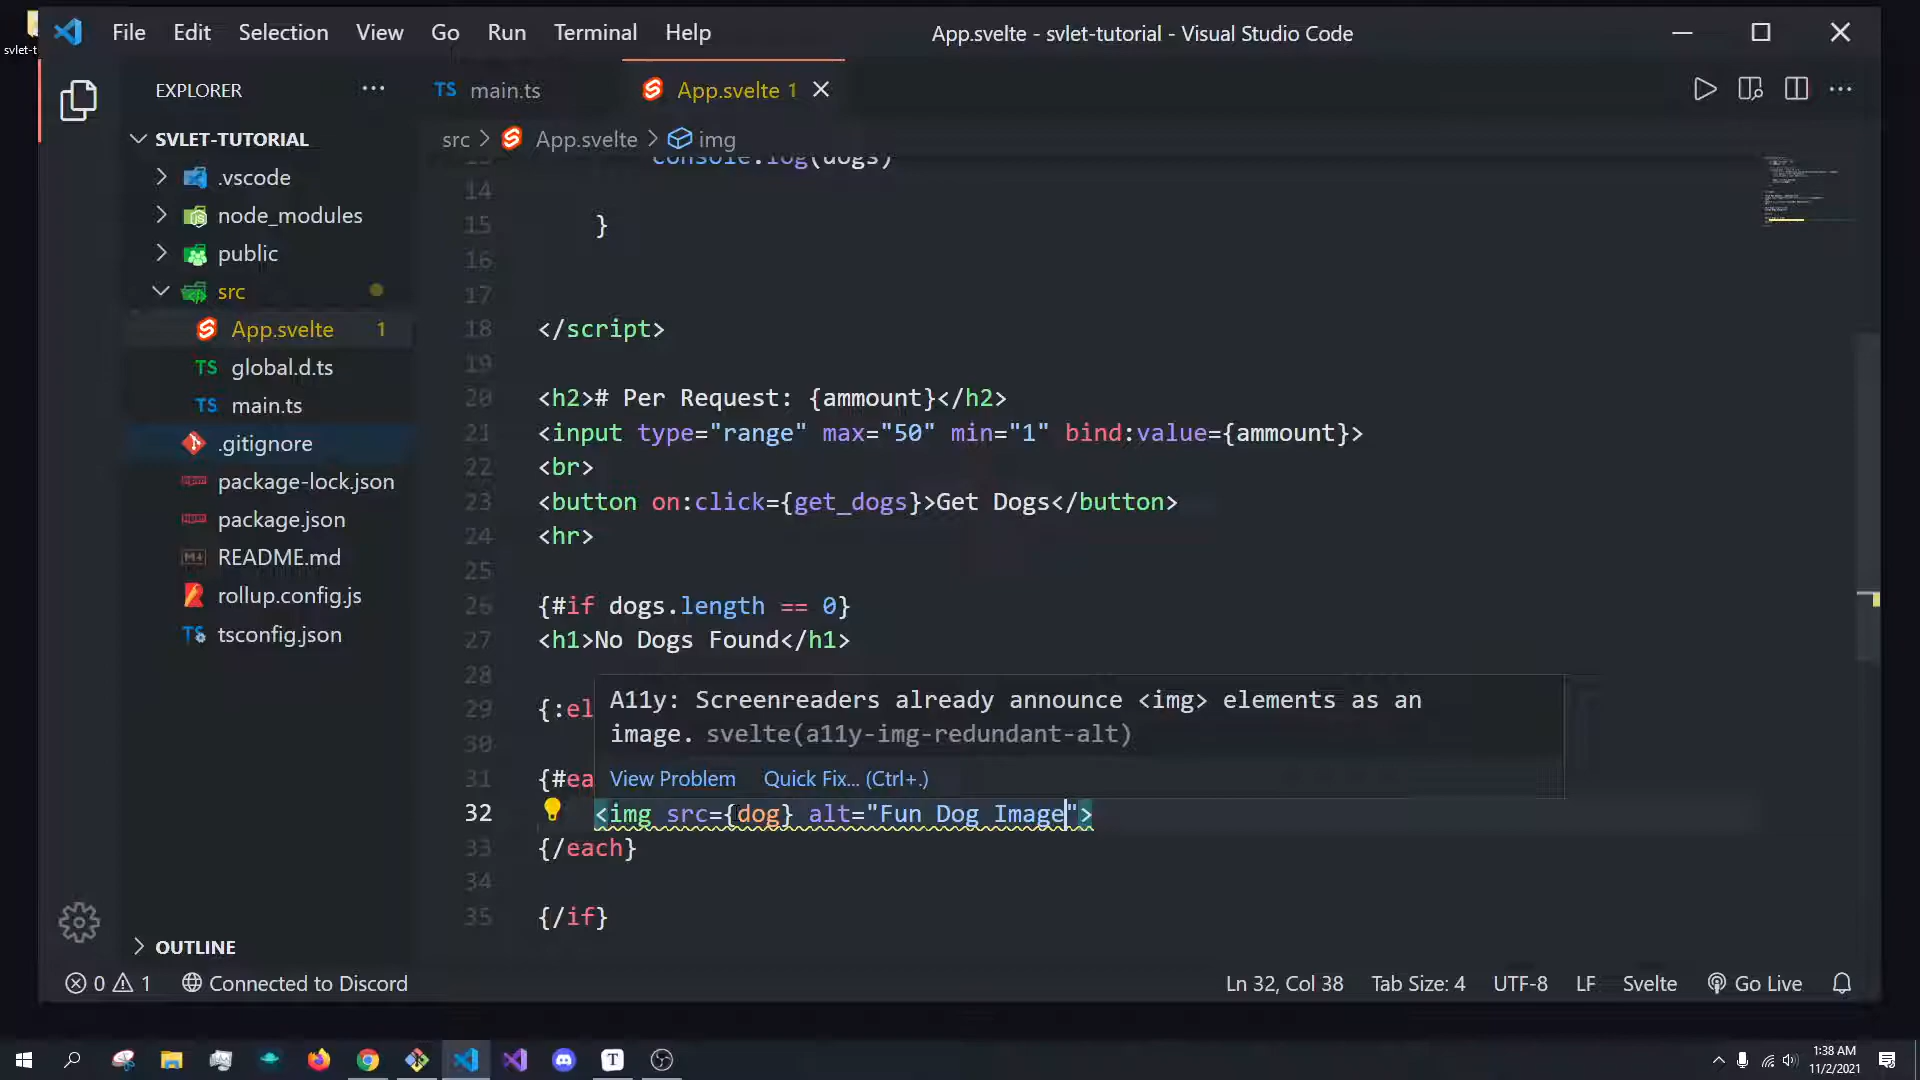 svlet-t
File Edit Selection View Go Run Terminal Help
App.svelte - svlet-tutorial - Visual Studio Code
EXPLORER
TS main.ts
App.svelte 1
SVLET-TUTORIAL
src > App.svelte > img
.vscode
node_modules
public
src
App.svelte 1
TS global.d.ts
TS main.ts
.gitignore
package-lock.json
package.json
README.md
rollup.config.js
tsconfig.json
OUTLINE
13 console.log(dogs)
14
15 }
16
17
18 </script>
19
20 <h2># Per Request: {ammount}</h2>
21 <input type="range" max="50" min="1" bind:value={ammount}>
22 <br>
23 <button on:click={get_dogs}>Get Dogs</button>
24 <hr>
25
26 {#if dogs.length == 0}
27 <h1>No Dogs Found</h1>
28
A11y: Screenreaders already announce <img> elements as an
image. svelte(a11y-img-redundant-alt)
View Problem Quick Fix... (Ctrl+.)
29 {:el
30
31 {#ea
32 <img src={dog} alt="Fun Dog Image">
33 {/each}
34
35 {/if}
0 1 Connected to Discord
Ln 32, Col 38 Tab Size: 4 UTF-8 LF Svelte Go Live
1:38 AM
11/2/2021